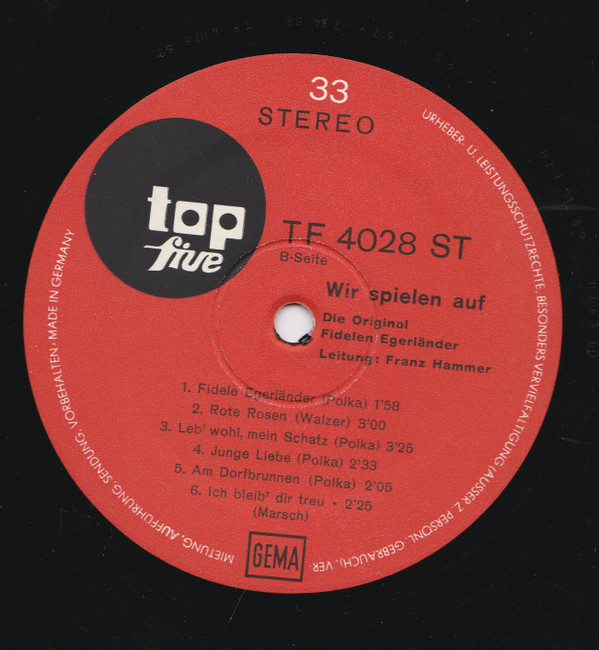 33
STEREO
top
five
TF 4028 ST
B-Seite
Wir spielen auf
Die Original
Fidelen Egerländer
Leitung: Franz Hammer
1. Fidele Egerländer (Polka) 1'58
2. Rote Rosen (Walzer) 3'00
3. Leb' wohl, mein Schatz (Polka) 3'25
4. Junge Liebe (Polka) 2'33
5. Am Dorfbrunnen (Polka) 2'05
6. Ich bleib' dir treu - 2'25
(Marsch)
GEMA
URHEBER- U. LEISTUNGSSCHUTZRECHTE, BESONDERS VERVIELFÄLTIGUNG (AUSSER Z. PERSONL. GEBRAUCH), VER-
MIETUNG, AUFFÜHRUNG, SENDUNG, VORBEHALTEN · MADE IN GERMANY